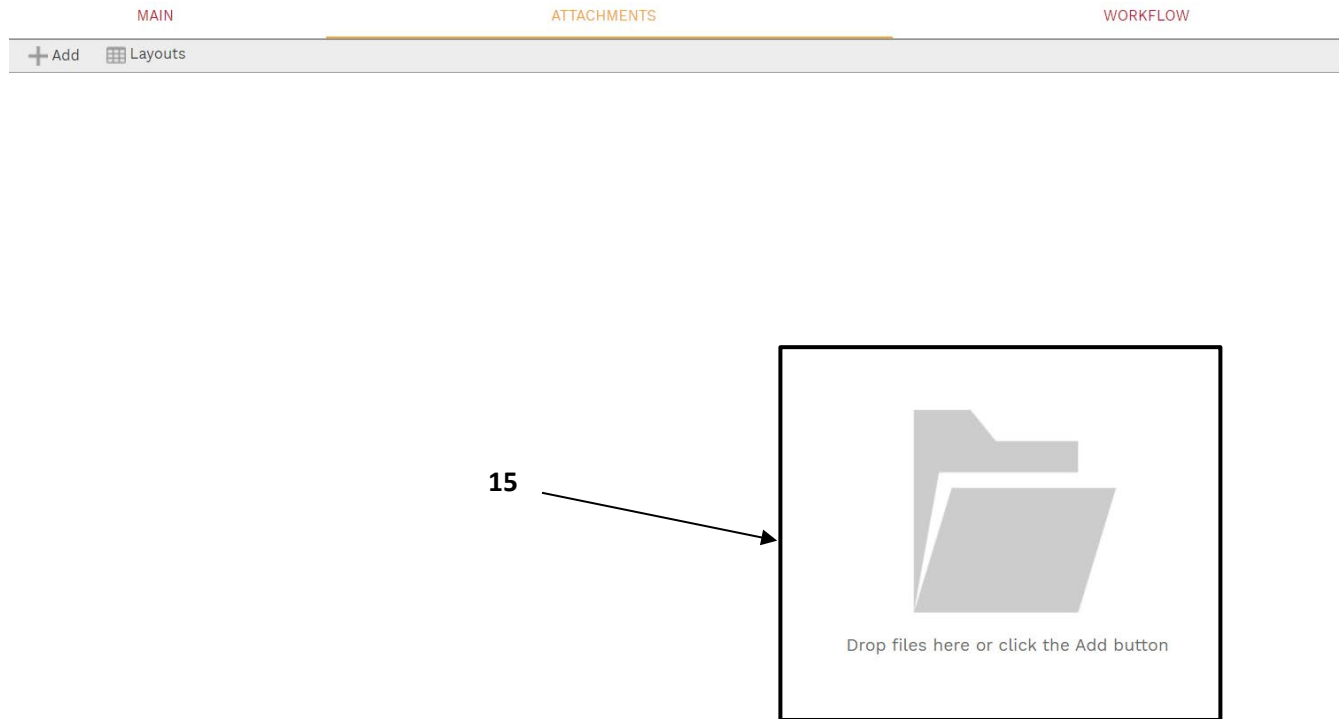 MAIN ATTACHMENTS WORKFLOW
Add Layouts
15
Drop files here or click the Add button